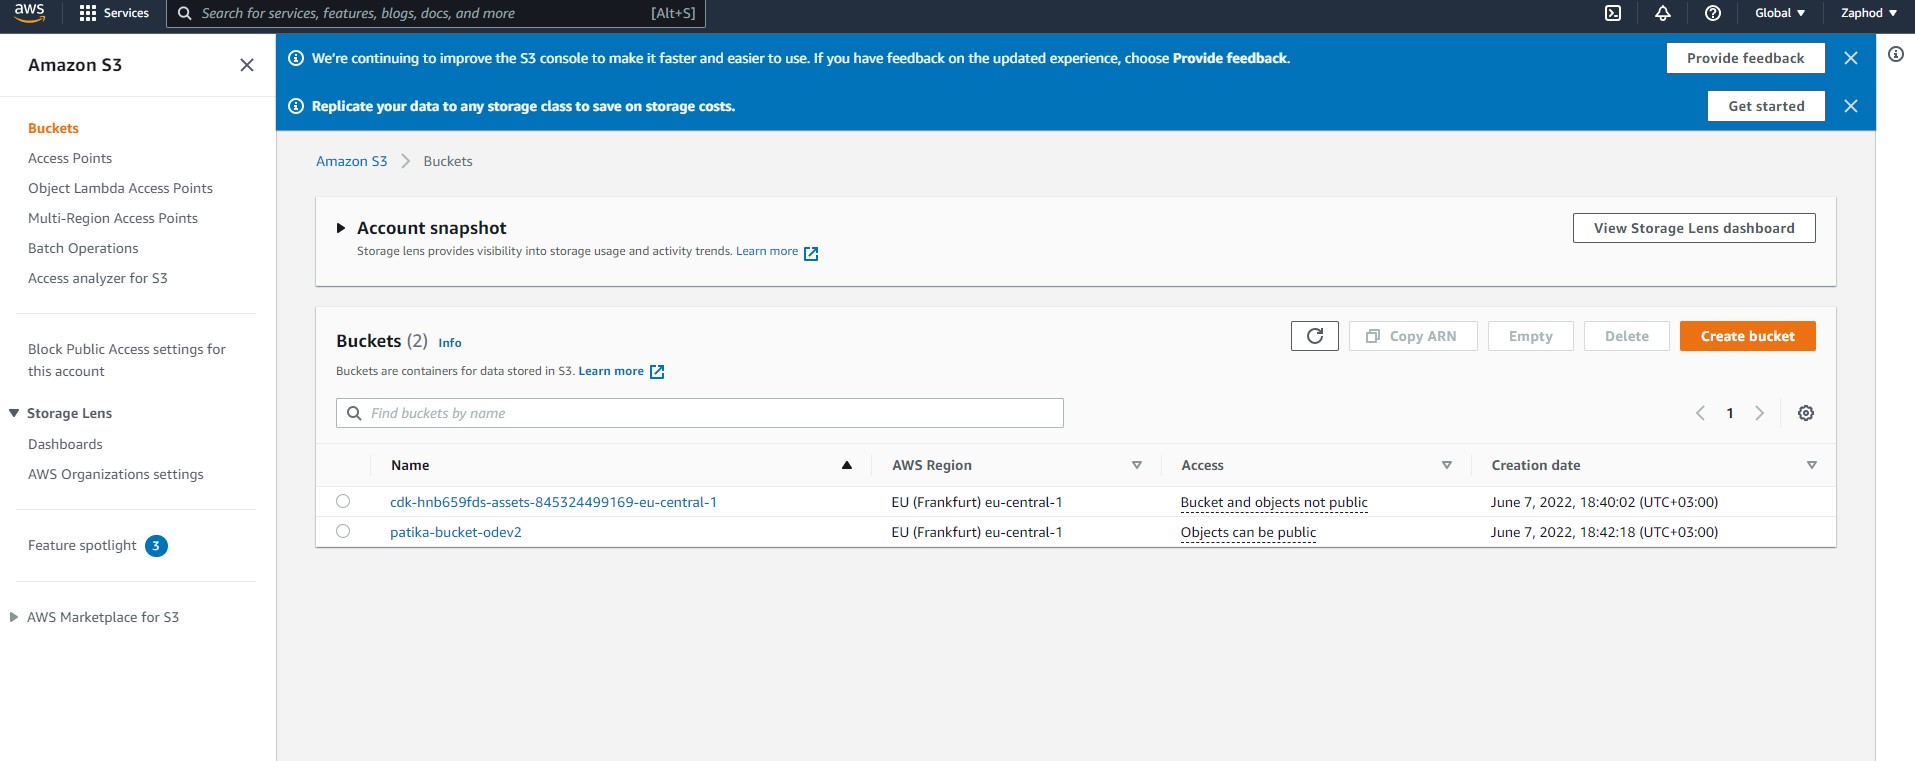 aws Services Search for services, features, blogs, docs, and more [Alt+S] Global Zaphod
Amazon S3
Buckets
Access Points
Object Lambda Access Points
Multi-Region Access Points
Batch Operations
Access analyzer for S3
Block Public Access settings for
this account
Storage Lens
Dashboards
AWS Organizations settings
Feature spotlight 3
AWS Marketplace for S3
We're continuing to improve the S3 console to make it faster and easier to use. If you have feedback on the updated experience, choose Provide feedback. Provide feedback
Replicate your data to any storage class to save on storage costs. Get started
Amazon S3 Buckets
Account snapshot View Storage Lens dashboard
Storage lens provides visibility into storage usage and activity trends. Learn more
Buckets (2) Info Copy ARN Empty Delete Create bucket
Buckets are containers for data stored in S3. Learn more
Find buckets by name 1
Name AWS Region Access Creation date
cdk-hnb659fds-assets-845324499169-eu-central-1 EU (Frankfurt) eu-central-1 Bucket and objects not public June 7, 2022, 18:40:02 (UTC+03:00)
patika-bucket-odev2 EU (Frankfurt) eu-central-1 Objects can be public June 7, 2022, 18:42:18 (UTC+03:00)